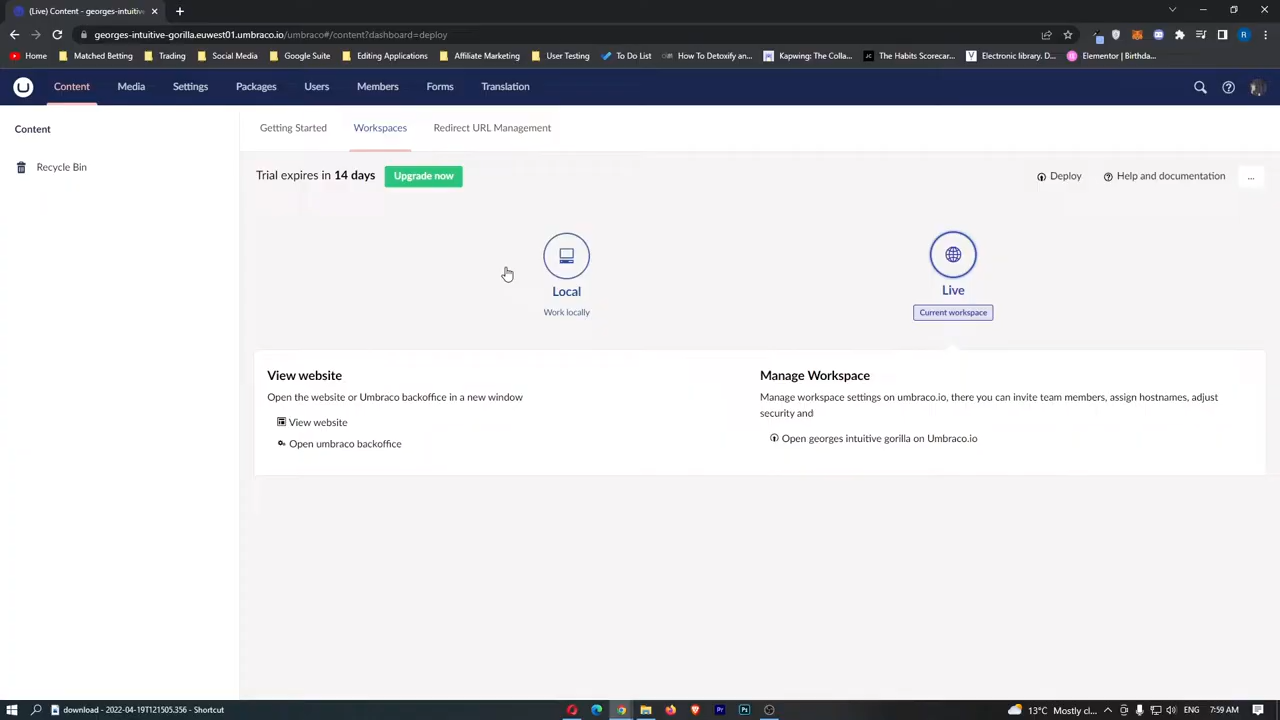 (Live) Content - georges-intuitive
georges-intuitive-gorilla.euwest01.umbraco.io/umbraco#/content?dashboard=deploy
Home
Matched Betting
Trading
Scarcity
Google Suite
Editing Applications
Affiliate Marketing
User Testing
To Do List
How To Detoxify an...
Kapwing: The Colla...
The Habits Scorecar...
Electronic library. D...
Elementor | Birthda...
Content
Media
Settings
Packages
Users
Members
Forms
Translation
Content
Recycle Bin
Getting Started
Workspaces
Redirect URL Management
Trial expires in 14 days
Upgrade now
Deploy
Help and documentation
...
Local
Work locally
Live
Current workspace
View website
Open the website or Umbraco backoffice in a new window
View website
Open umbraco backoffice
Manage Workspace
Manage workspace settings on umbraco.io, there you can invite team members, assign hostnames, adjust
security and
Open georges intuitive gorilla on Umbraco.io
download - 2022-04-19T121505.356 - Shortcut
13°C Mostly cl...
ENG
7:59 AM